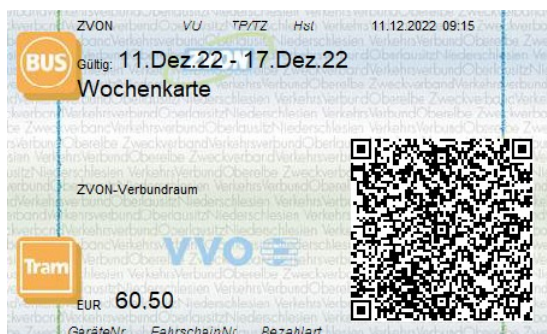 ZVON VU TP/TZ Hst 11.12.2022 09:15
BUS
Gültig: 11.Dez.22 - 17.Dez.22
Wochenkarte
ZVON-Verbundraum
VVO
Tram
EUR 60.50
GeräteNr FahrscheinNr Bezahlart